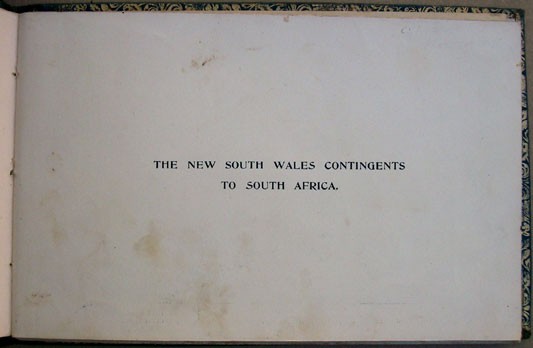 THE NEW SOUTH WALES CONTINGENTS
TO SOUTH AFRICA.